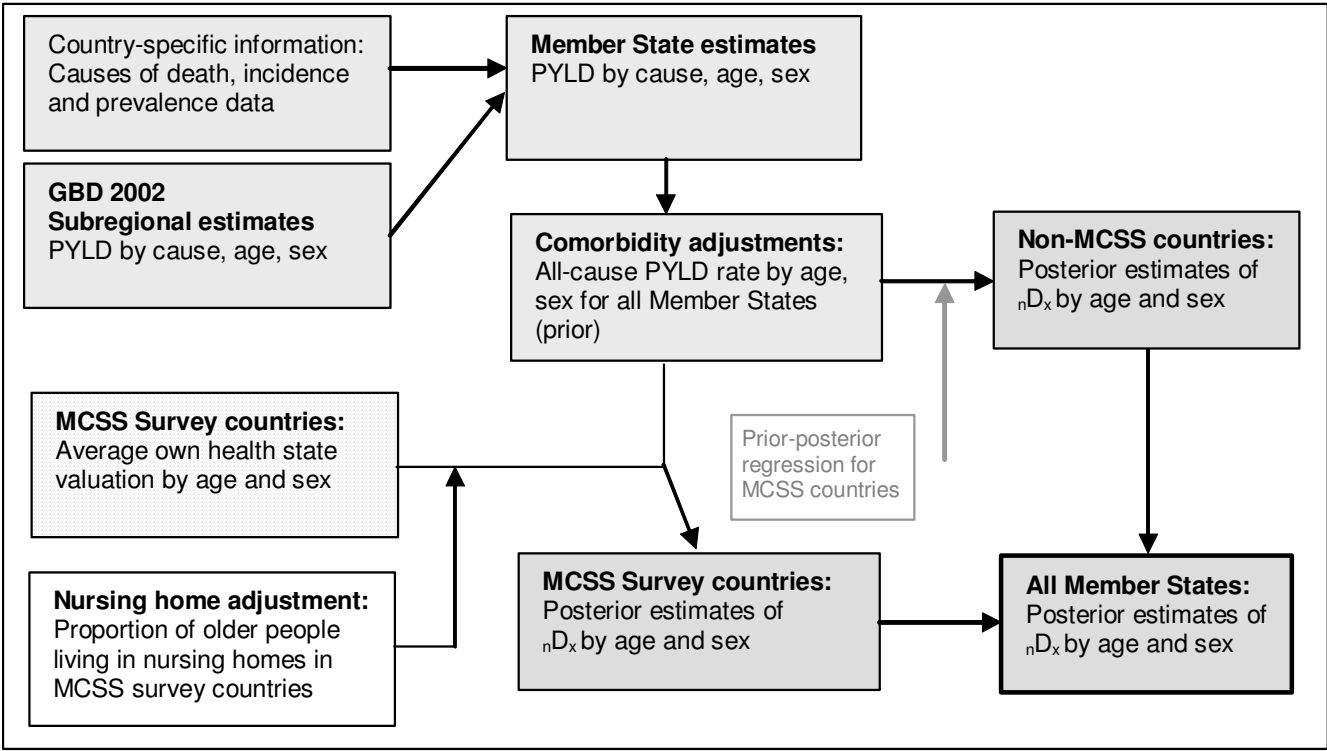 Country-specific information:
Causes of death, incidence
and prevalence data
Member State estimates
PYLD by cause, age, sex
GBD 2002
Subregional estimates
PYLD by cause, age, sex
Comorbidity adjustments:
All-cause PYLD rate by age,
sex for all Member States
(prior)
Non-MCSS countries:
Posterior estimates of
nDx by age and sex
MCSS Survey countries:
Average own health state
valuation by age and sex
Prior-posterior
regression for
MCSS countries
Nursing home adjustment:
Proportion of older people
living in nursing homes in
MCSS survey countries
MCSS Survey countries:
Posterior estimates of
nDx by age and sex
All Member States:
Posterior estimates of
nDx by age and sex